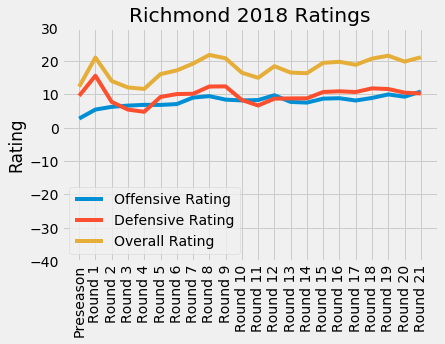 Richmond 2018 Ratings
Rating
30
20
10
0
−10
−20
−30
−40
Offensive Rating
Defensive Rating
Overall Rating
Preseason
Round 1
Round 2
Round 3
Round 4
Round 5
Round 6
Round 7
Round 8
Round 9
Round 10
Round 11
Round 12
Round 13
Round 14
Round 15
Round 16
Round 17
Round 18
Round 19
Round 20
Round 21